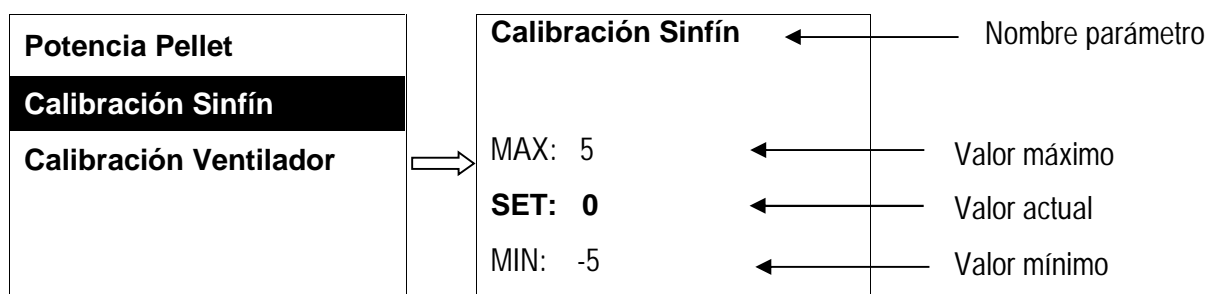 Potencia Pellet
Calibración Sinfín
Calibración Ventilador
Calibración Sinfín
MAX: 5
SET: 0
MIN: -5
Nombre parámetro
Valor máximo
Valor actual
Valor mínimo